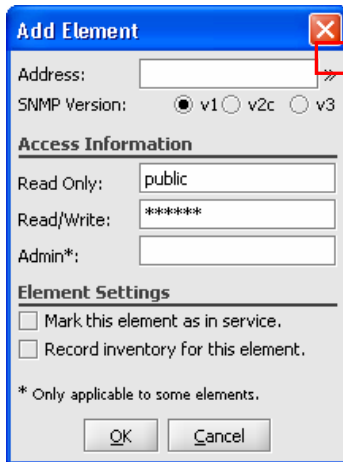 Add Element
Address: »
SNMP Version: v1 v2c v3
Access Information
Read Only: public
Read/Write: ******
Admin*:
Element Settings
Mark this element as in service.
Record inventory for this element.
* Only applicable to some elements.
OK Cancel